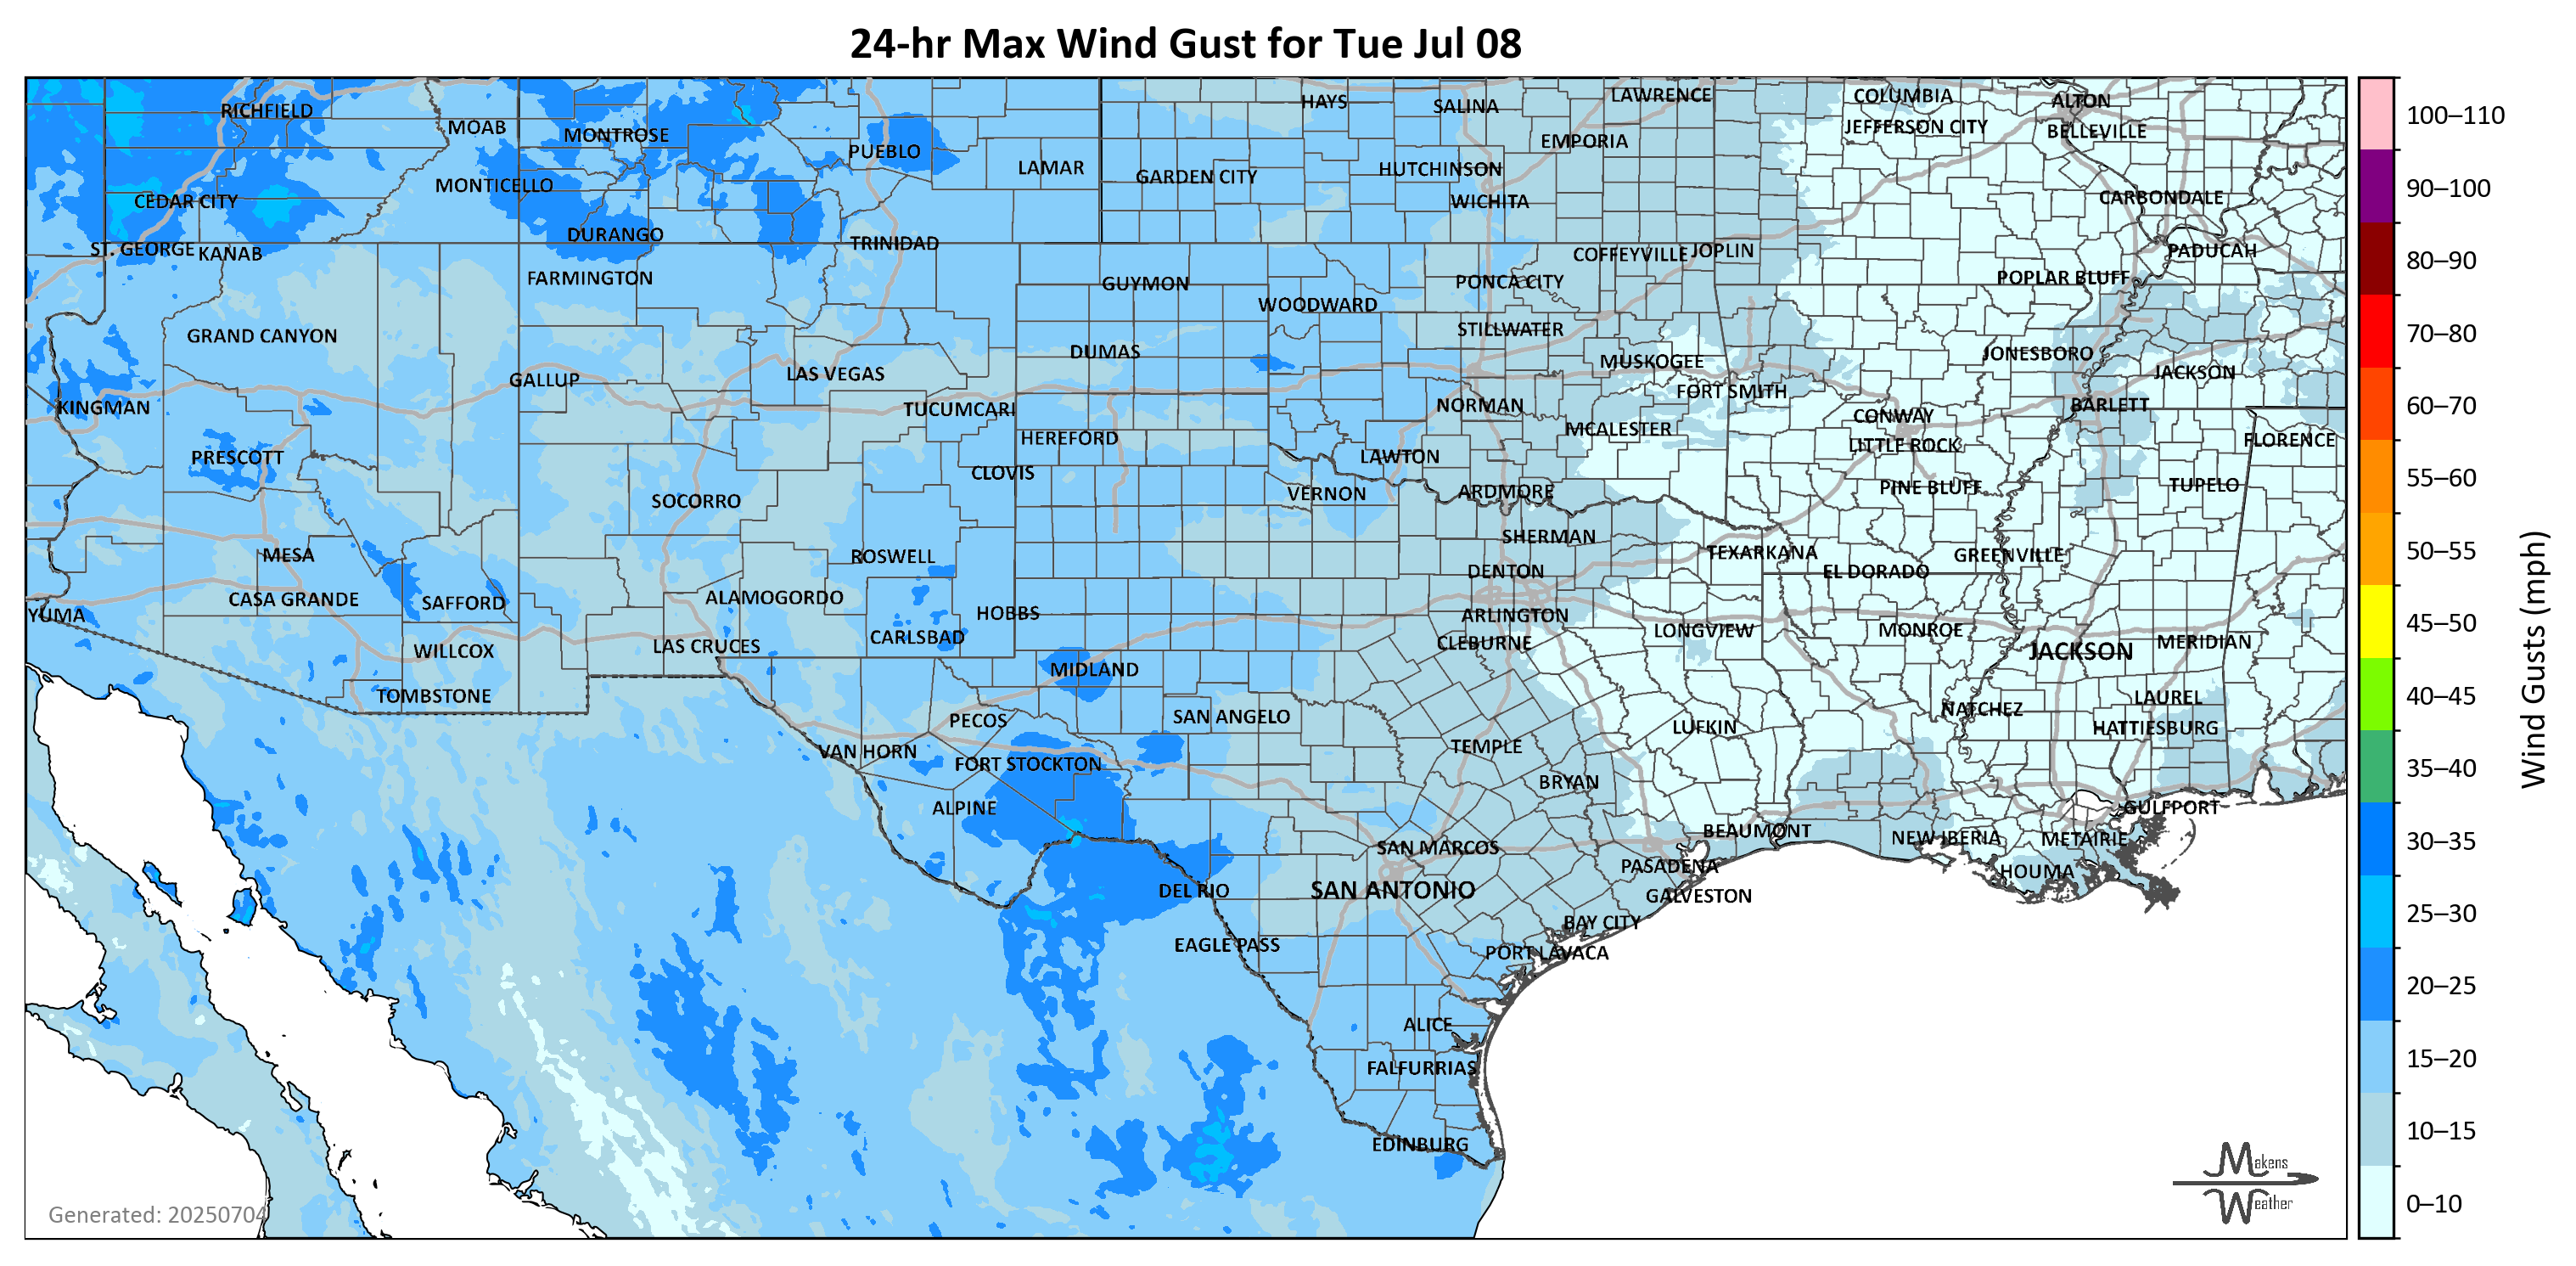 24-hr Max Wind Gust for Tue Jul 08
RICHFIELD
MOAB
MONTROSE
PUEBLO
LAMAR
HAYS
SALINA
LAWRENCE
COLUMBIA
ALTON
JEFFERSON CITY
BELLEVILLE
EMPORIA
HUTCHINSON
GARDEN CITY
WICHITA
MONTICELLO
CEDAR CITY
CARBONDALE
DURANGO
TRINIDAD
ST. GEORGE
KANAB
COFFEYVILLE
JOPLIN
PADUCAH
FARMINGTON
GUYMON
PONCA CITY
POPLAR BLUFF
WOODWARD
GRAND CANYON
STILLWATER
DUMAS
MUSKOGEE
JONESBORO
GALLUP
LAS VEGAS
FORT SMITH
JACKSON
KINGMAN
TUCUMCARI
NORMAN
CONWAY
BARLETT
HEREFORD
MCALESTER
LITTLE ROCK
FLORENCE
PRESCOTT
CLOVIS
LAWTON
SOCORRO
VERNON
ARDMORE
PINE BLUFF
TUPELO
MESA
ROSWELL
SHERMAN
TEXARKANA
GREENVILLE
DENTON
EL DORADO
CASA GRANDE
SAFFORD
ALAMOGORDO
HOBBS
ARLINGTON
YUMA
CARLSBAD
CLEBURNE
LONGVIEW
MONROE
JACKSON
MERIDIAN
WILLCOX
LAS CRUCES
MIDLAND
TOMBSTONE
PECOS
SAN ANGELO
LUFKIN
NATCHEZ
LAUREL
HATTIESBURG
VAN HORN
FORT STOCKTON
TEMPLE
BRYAN
ALPINE
GULFPORT
BEAUMONT
NEW IBERIA
METAIRIE
SAN MARCOS
PASADENA
HOUMA
DEL RIO
SAN ANTONIO
GALVESTON
BAY CITY
EAGLE PASS
PORT LAVACA
ALICE
FALFURRIAS
EDINBURG
Generated: 20250704
Makens
Weather
100–110
90–100
80–90
70–80
60–70
55–60
50–55
45–50
40–45
35–40
30–35
25–30
20–25
15–20
10–15
0–10
Wind Gusts (mph)